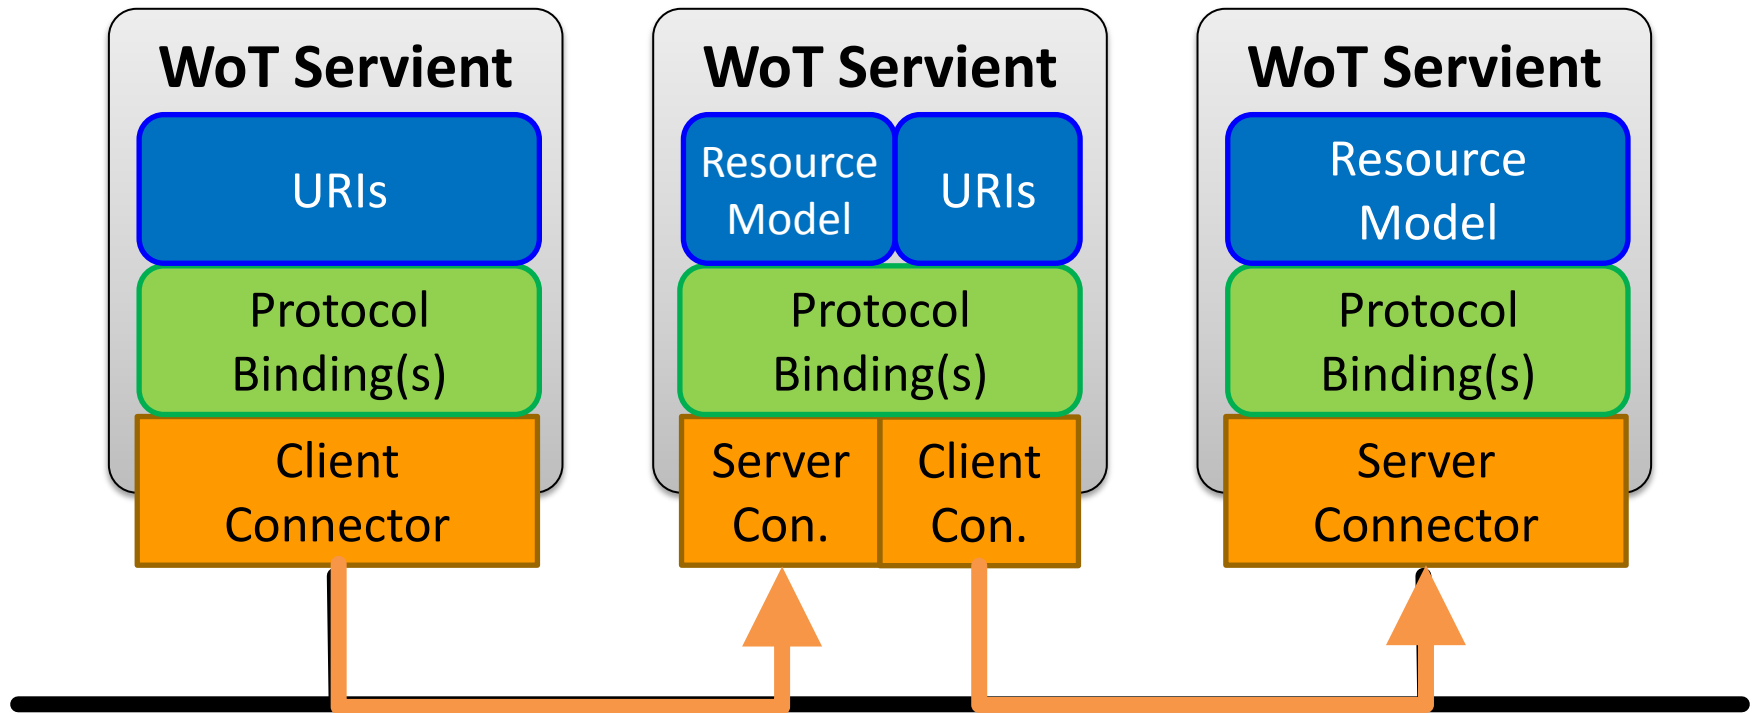 WoT Servient
URIs
Protocol
Binding(s)
Client
Connector
WoT Servient
Resource
Model
URIs
Protocol
Binding(s)
Server
Con.
Client
Con.
WoT Servient
Resource
Model
Protocol
Binding(s)
Server
Connector